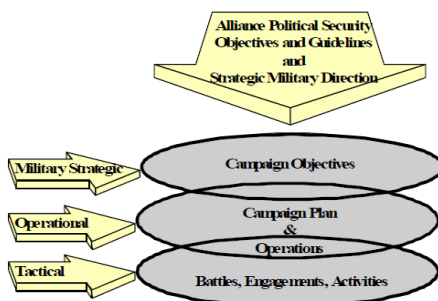 Alliance Political Security
Objectives and Guidelines
and
Strategic Military Direction
Military Strategic
Campaign Objectives
Operational
Campaign Plan
&
Operations
Tactical
Battles, Engagements, Activities